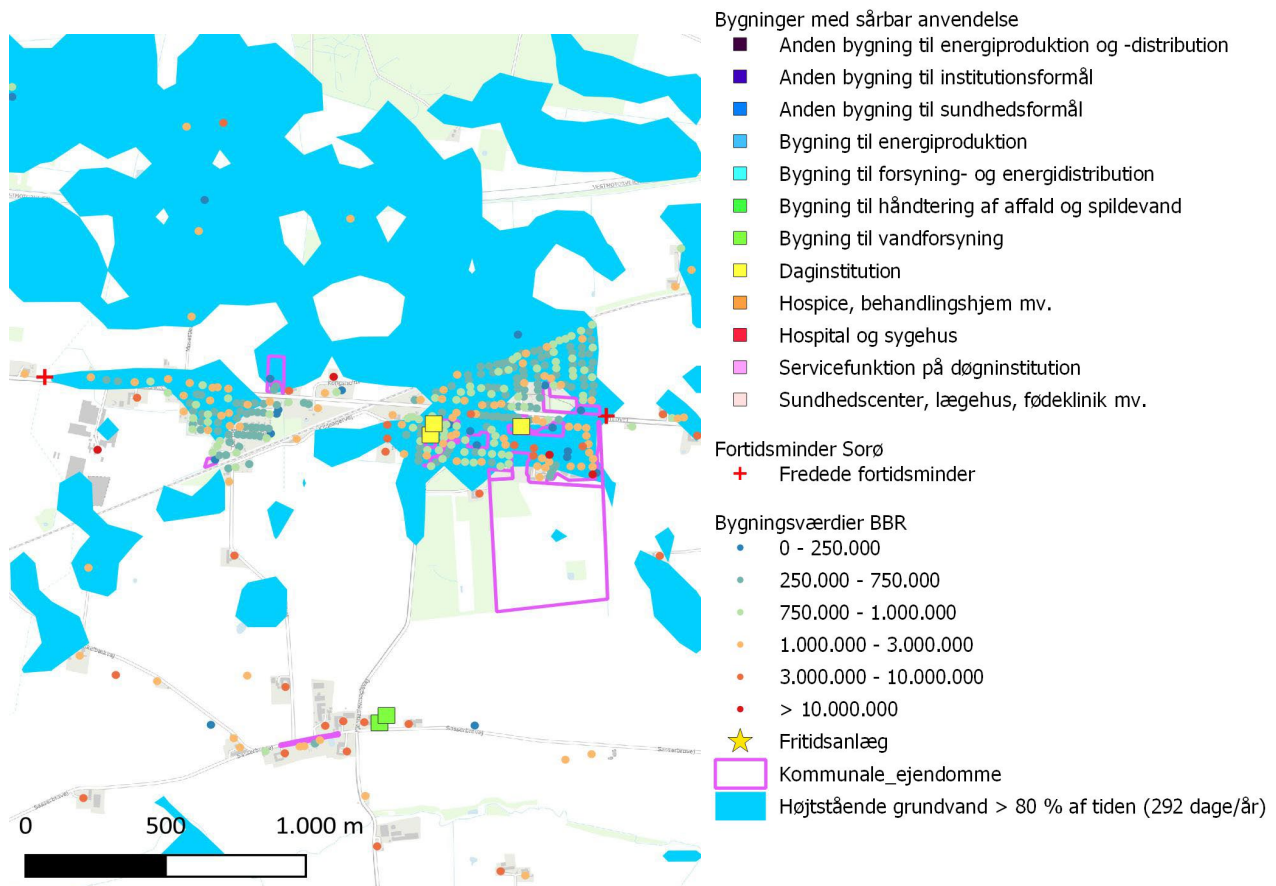 Bygninger med sårbar anvendelse
Anden bygning til energiproduktion og -distribution
Anden bygning til institutionsformål
Anden bygning til sundhedsformål
Bygning til energiproduktion
Bygning til forsyning- og energidistribution
Bygning til håndtering af affald og spildevand
Bygning til vandforsyning
Daginstitution
Hospice, behandlingshjem mv.
Hospital og sygehus
Servicefunktion på døgninstitution
Sundhedscenter, lægehus, fødeklinik mv.
Fortidsminder Sorø
Fredede fortidsminder
Bygningsværdier BBR
0 - 250.000
250.000 - 750.000
750.000 - 1.000.000
1.000.000 - 3.000.000
3.000.000 - 10.000.000
> 10.000.000
Fritidsanlæg
Kommunale_ejendomme
Højtstående grundvand > 80 % af tiden (292 dage/år)
0 500 1.000 m